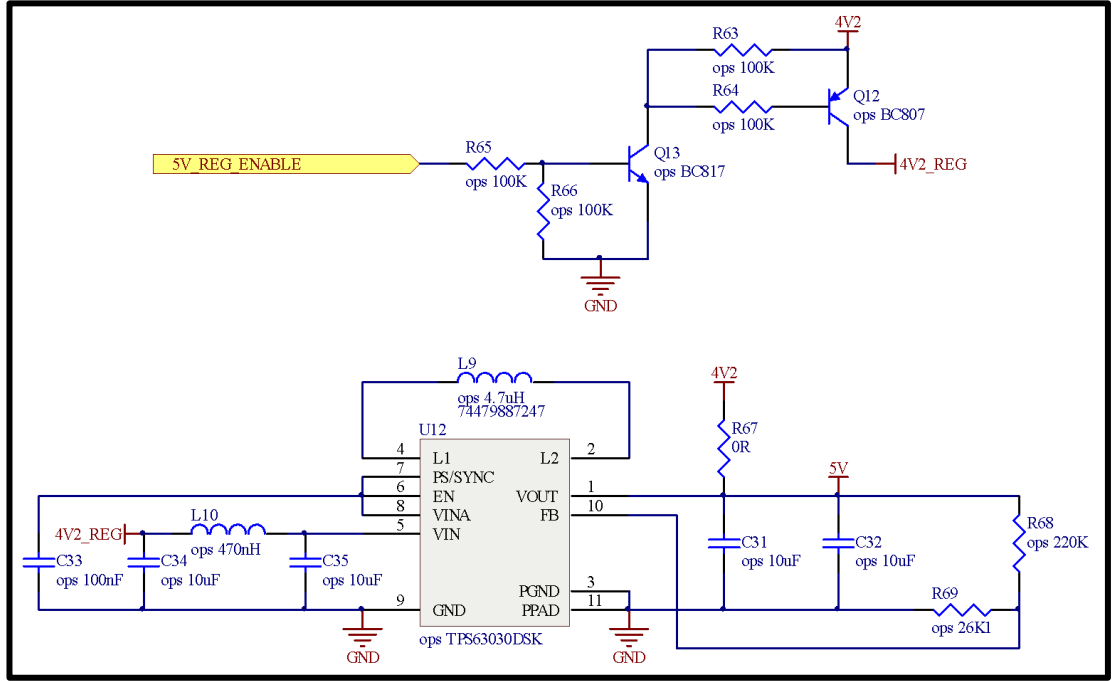 4V2
R63
ops 100K
R64
ops 100K
Q12
ops BC807
4V2_REG
5V_REG_ENABLE
R65
ops 100K
Q13
ops BC817
R66
ops 100K
GND
L9
ops 4.7uH
74479887247
U12
4 L1 L2 2
7 PS/SYNC
6 EN VOUT 1
8 VINA FB 10
5 VIN
PGND 3
9 GND PPAD 11
ops TPS63030DSK
4V2_REG
L10
ops 470nH
C33
ops 100nF
C34
ops 10uF
C35
ops 10uF
GND
GND
4V2
R67
0R
5V
C31
ops 10uF
C32
ops 10uF
R68
ops 220K
R69
ops 26K1